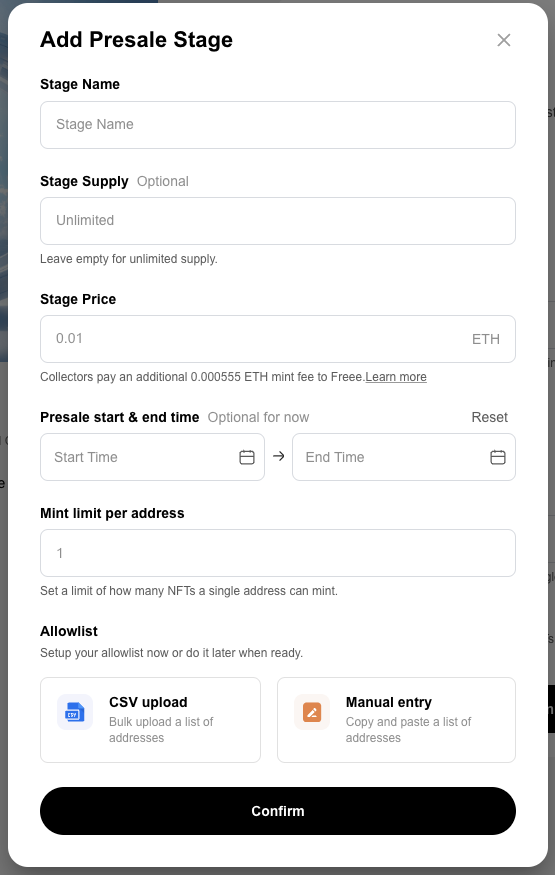 Add Presale Stage
Stage Name
Stage Name
Stage Supply Optional
Unlimited
Leave empty for unlimited supply.
Stage Price
0.01 ETH
Collectors pay an additional 0.000555 ETH mint fee to Freee.Learn more
Presale start & end time Optional for now Reset
Start Time → End Time
Mint limit per address
1
Set a limit of how many NFTs a single address can mint.
Allowlist
Setup your allowlist now or do it later when ready.
CSV
CSV upload
Bulk upload a list of
addresses
Manual entry
Copy and paste a list of
addresses
Confirm